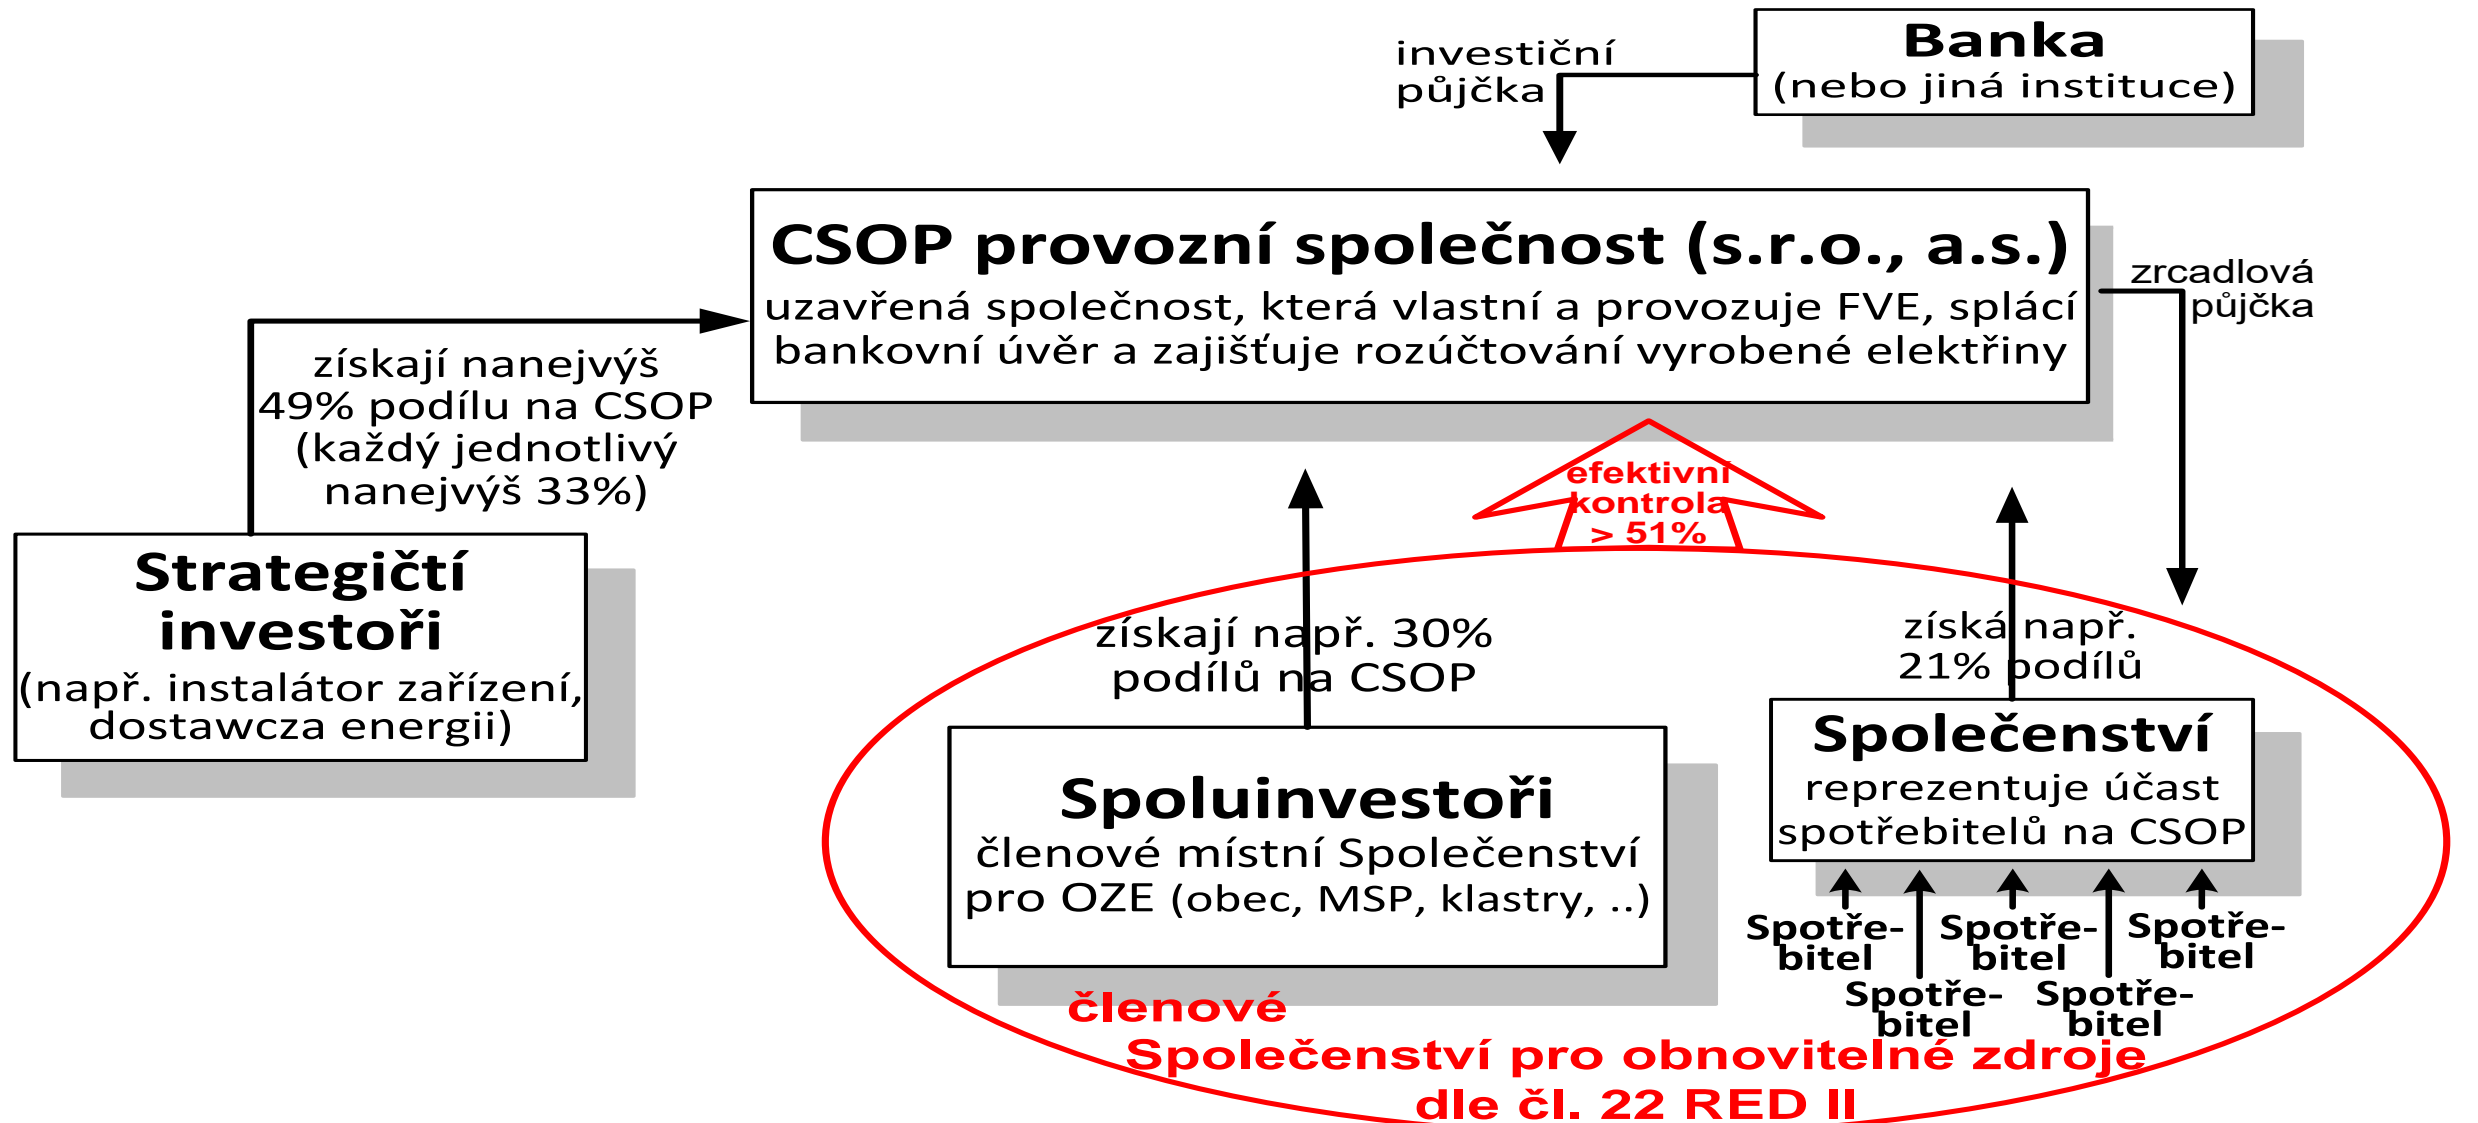 Banka
(nebo jiná instituce)
investiční
půjčka
CSOP provozní společnost (s.r.o., a.s.)
uzavřená společnost, která vlastní a provozuje FVE, splácí
bankovní úvěr a zajišťuje rozúčtování vyrobené elektřiny
zrcadlová
půjčka
získají nanejvýš
49% podílu na CSOP
(každý jednotlivý
nanejvýš 33%)
Strategičtí
investoři
(např. instalátor zařízení,
dostawcza energii)
efektivní
kontrola
> 51%
získají např. 30%
podílů na CSOP
získá např.
21% podílů
Spoluinvestoři
členové místní Společenství
pro OZE (obec, MSP, klastry, ..)
Společenství
reprezentuje účast
spotřebitelů na CSOP
Spotře-
bitel
Spotře-
bitel
Spotře-
bitel
Spotře-
bitel
Spotře-
bitel
členové
Společenství pro obnovitelné zdroje
dle čl. 22 RED II